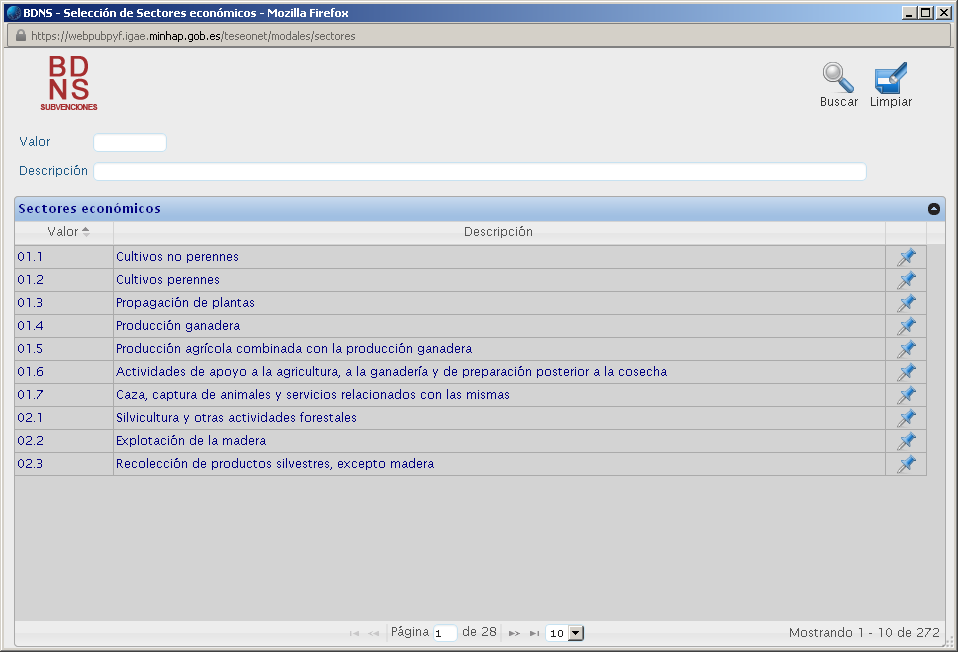 BDNS - Selección de Sectores económicos - Mozilla Firefox
https://webpubpyf.igae.minhap.gob.es/teseonet/modales/sectores
BD
NS
SUBVENCIONES
Buscar Limpiar
Valor
Descripción
Sectores económicos
Valor Descripción
01.1 Cultivos no perennes
01.2 Cultivos perennes
01.3 Propagación de plantas
01.4 Producción ganadera
01.5 Producción agrícola combinada con la producción ganadera
01.6 Actividades de apoyo a la agricultura, a la ganadería y de preparación posterior a la cosecha
01.7 Caza, captura de animales y servicios relacionados con las mismas
02.1 Silvicultura y otras actividades forestales
02.2 Explotación de la madera
02.3 Recolección de productos silvestres, excepto madera
Página 1 de 28 10 Mostrando 1 - 10 de 272